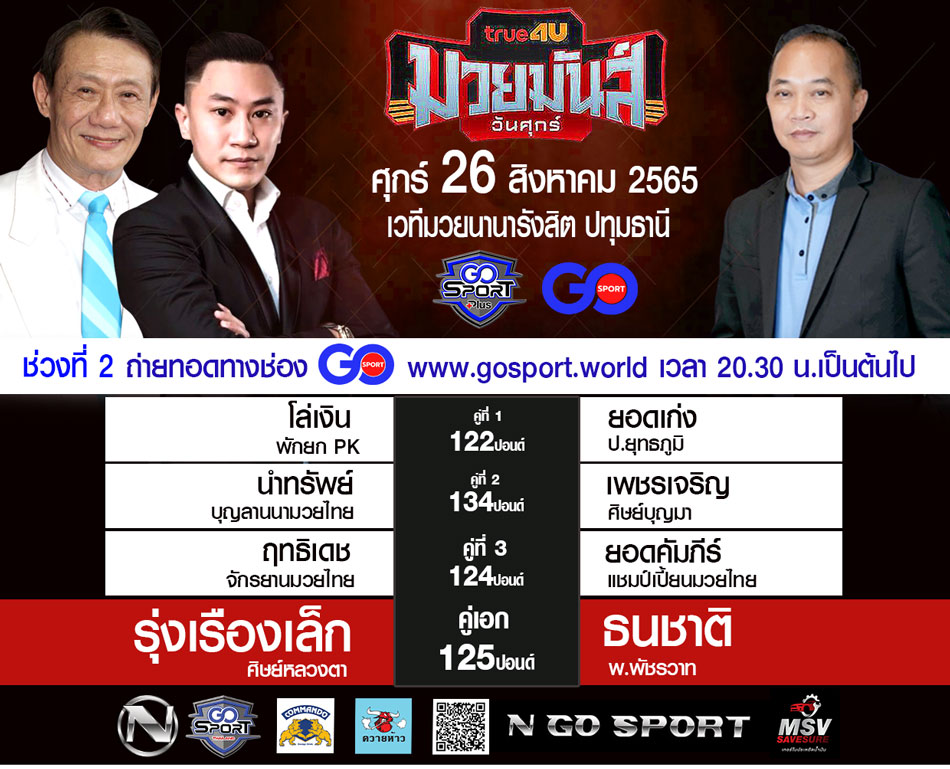 true4U
มวยมันส์
วันศุกร์
ศุกร์ 26 สิงหาคม 2565
เวทีมวยนานารังสิต ปทุมธานี
GO SPORT Plus
GO SPORT
ช่วงที่ 2 ถ่ายทอดทางช่อง GO SPORT www.gosport.world เวลา 20.30 น.เป็นต้นไป
โล่เงิน คู่ที่ 1 ยอดเก่ง
พักยก PK 122ปอนด์ ป.ยุทธภูมิ
นำทรัพย์ คู่ที่ 2 เพชรเจริญ
บุญลานนามวยไทย 134ปอนด์ ศิษย์บุญมา
ฤทธิเดช คู่ที่ 3 ยอดคัมภีร์
จักรยานมวยไทย 124ปอนด์ แชมป์เปี้ยนมวยไทย
รุ่งเรืองเล็ก คู่เอก ธนชาติ
ศิษย์หลวงตา 125ปอนด์ พ.พัชรวาท
N GO SPORT COMMANDO ควายห้าว N GO SPORT MSV
SAVESURE